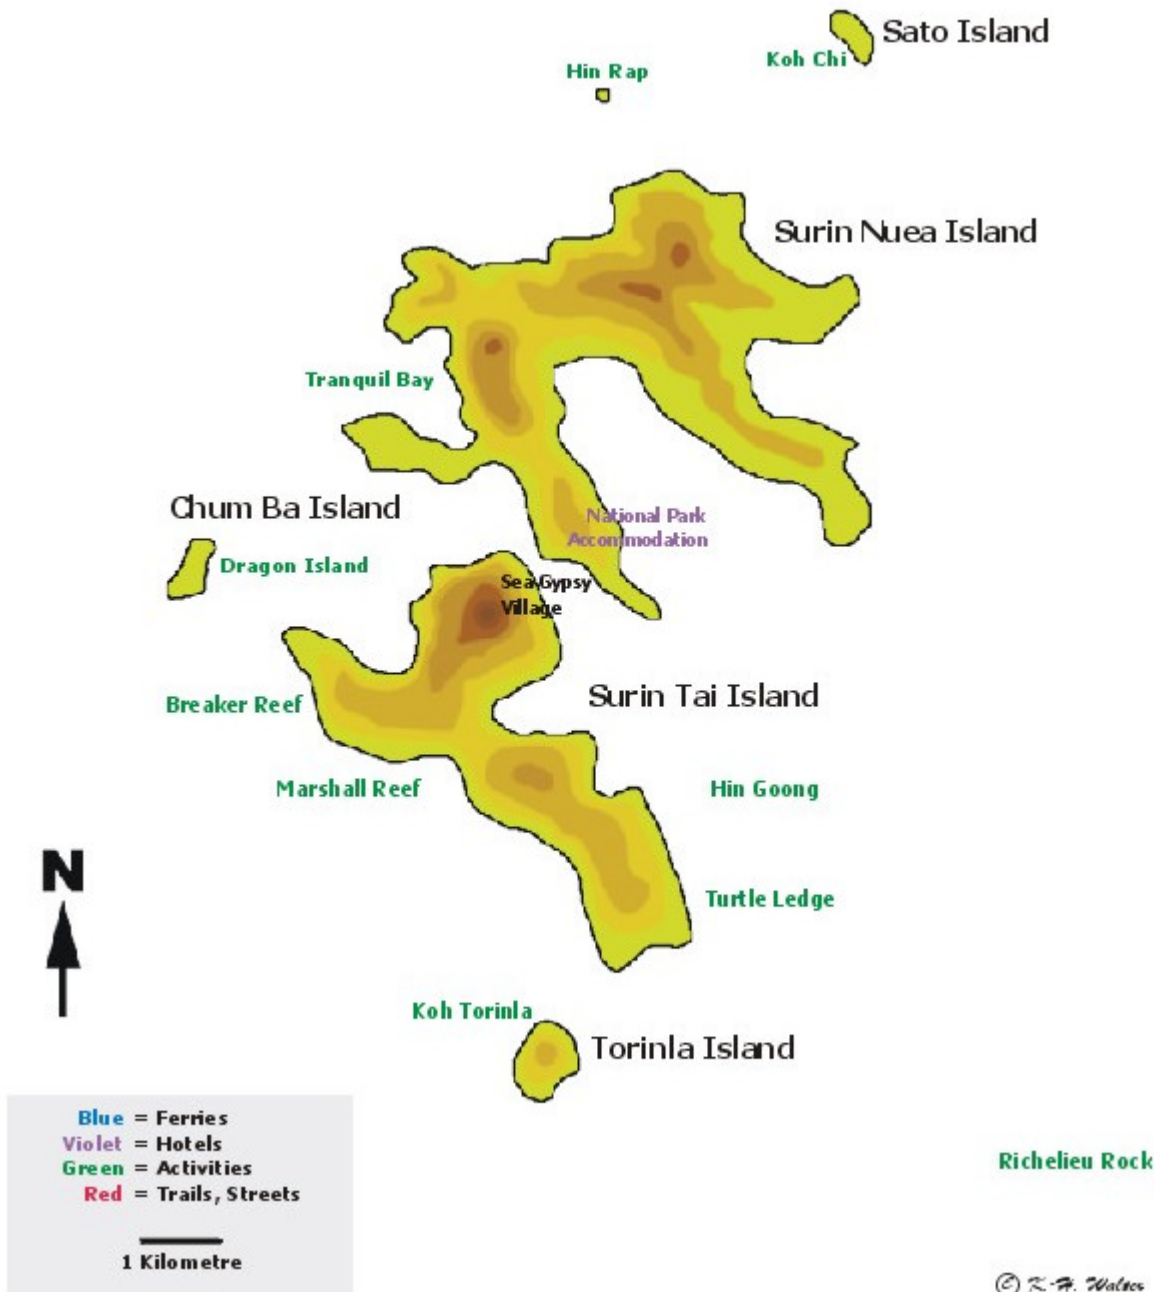 Sato Island
Koh Chi
Hin Rap
Surin Nuea Island
Tranquil Bay
Chum Ba Island
National Park
Accommodation
Dragon Island
Sea Gypsy
Village
Surin Tai Island
Breaker Reef
Marshall Reef
Hin Goong
N
Turtle Ledge
Koh Torinla
Torinla Island
Blue = Ferries
Violet = Hotels
Green = Activities
Red = Trails, Streets
1 Kilometre
Richelieu Rock
© K.-H. Walter